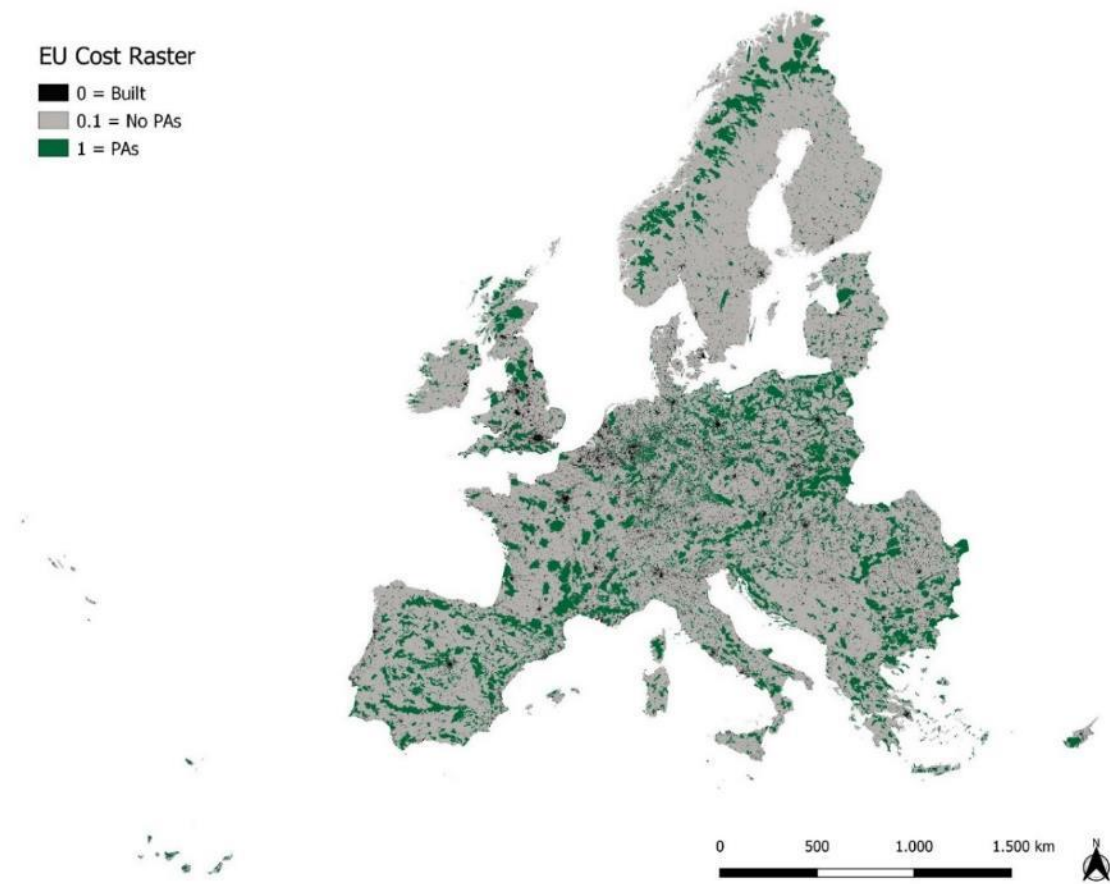 EU Cost Raster
0 = Built
0.1 = No PAs
1 = PAs
0 500 1.000 1.500 km
N